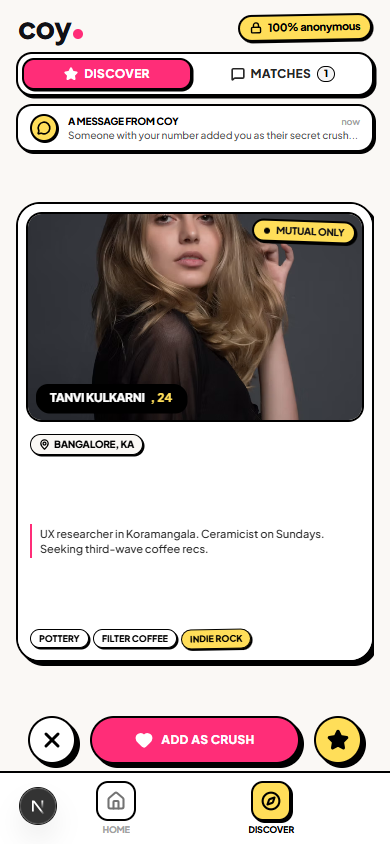 coy.
100% anonymous
DISCOVER
MATCHES 1
A MESSAGE FROM COY now
Someone with your number added you as their secret crush...
MUTUAL ONLY
TANVI KULKARNI , 24
BANGALORE, KA
UX researcher in Koramangala. Ceramicist on Sundays.
Seeking third-wave coffee recs.
POTTERY FILTER COFFEE INDIE ROCK
ADD AS CRUSH
N
HOME DISCOVER